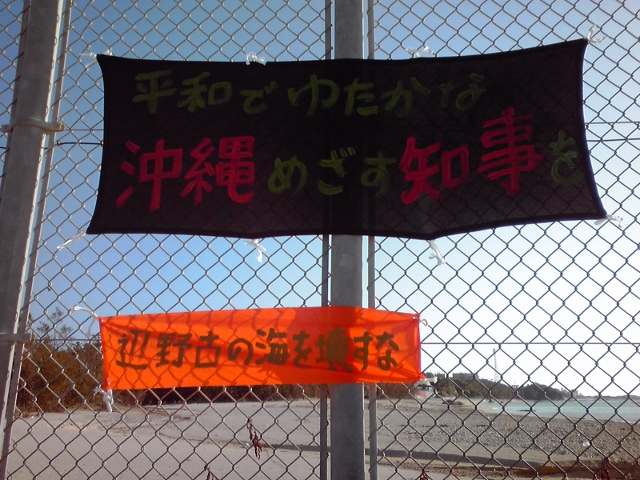 平和でゆたかな
沖縄めざす知事を
辺野古の海を壊すな